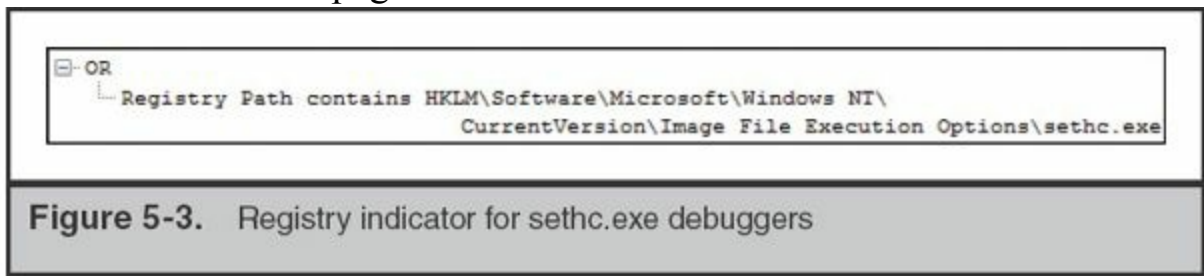 OR
Registry Path contains HKLM\Software\Microsoft\Windows NT\
CurrentVersion\Image File Execution Options\sethc.exe
Figure 5-3. Registry indicator for sethc.exe debuggers